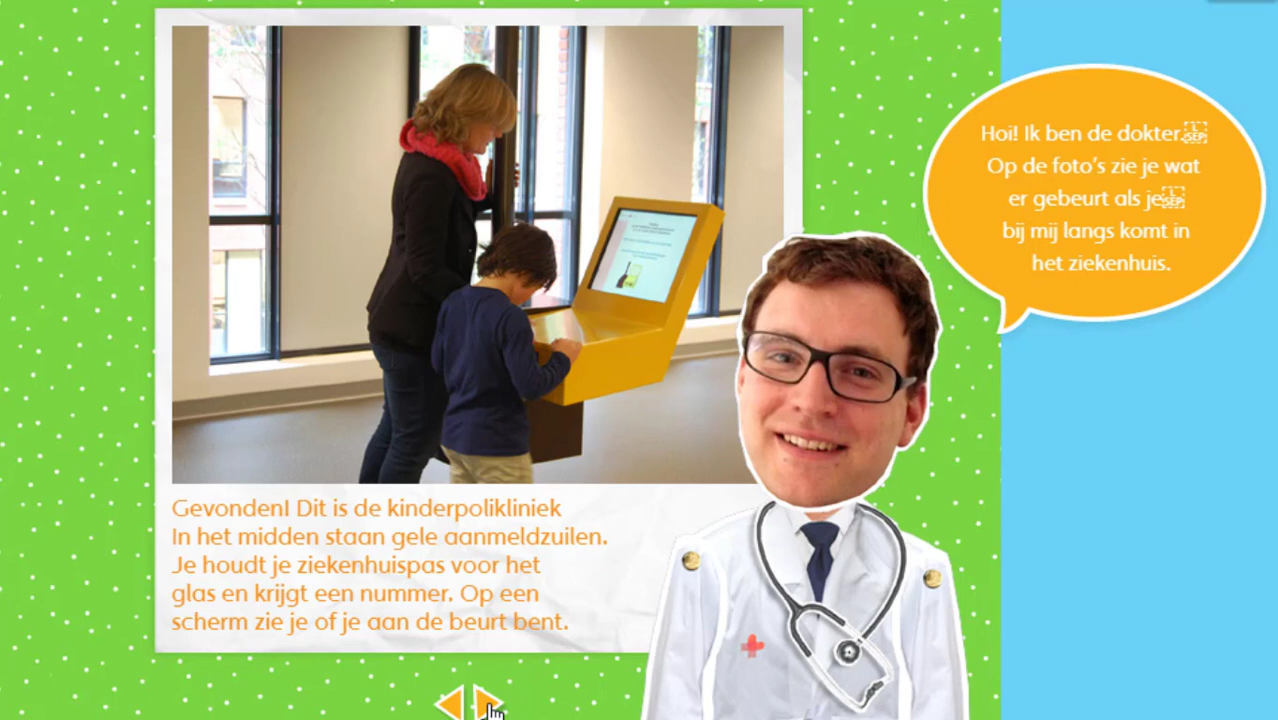 Hoi! Ik ben de dokter.
Op de foto's zie je wat
er gebeurt als je
bij mij langs komt in
het ziekenhuis.
Gevonden! Dit is de kinderpolikliniek
In het midden staan gele aanmeldzuilen.
Je houdt je ziekenhuispas voor het
glas en krijgt een nummer. Op een
scherm zie je of je aan de beurt bent.